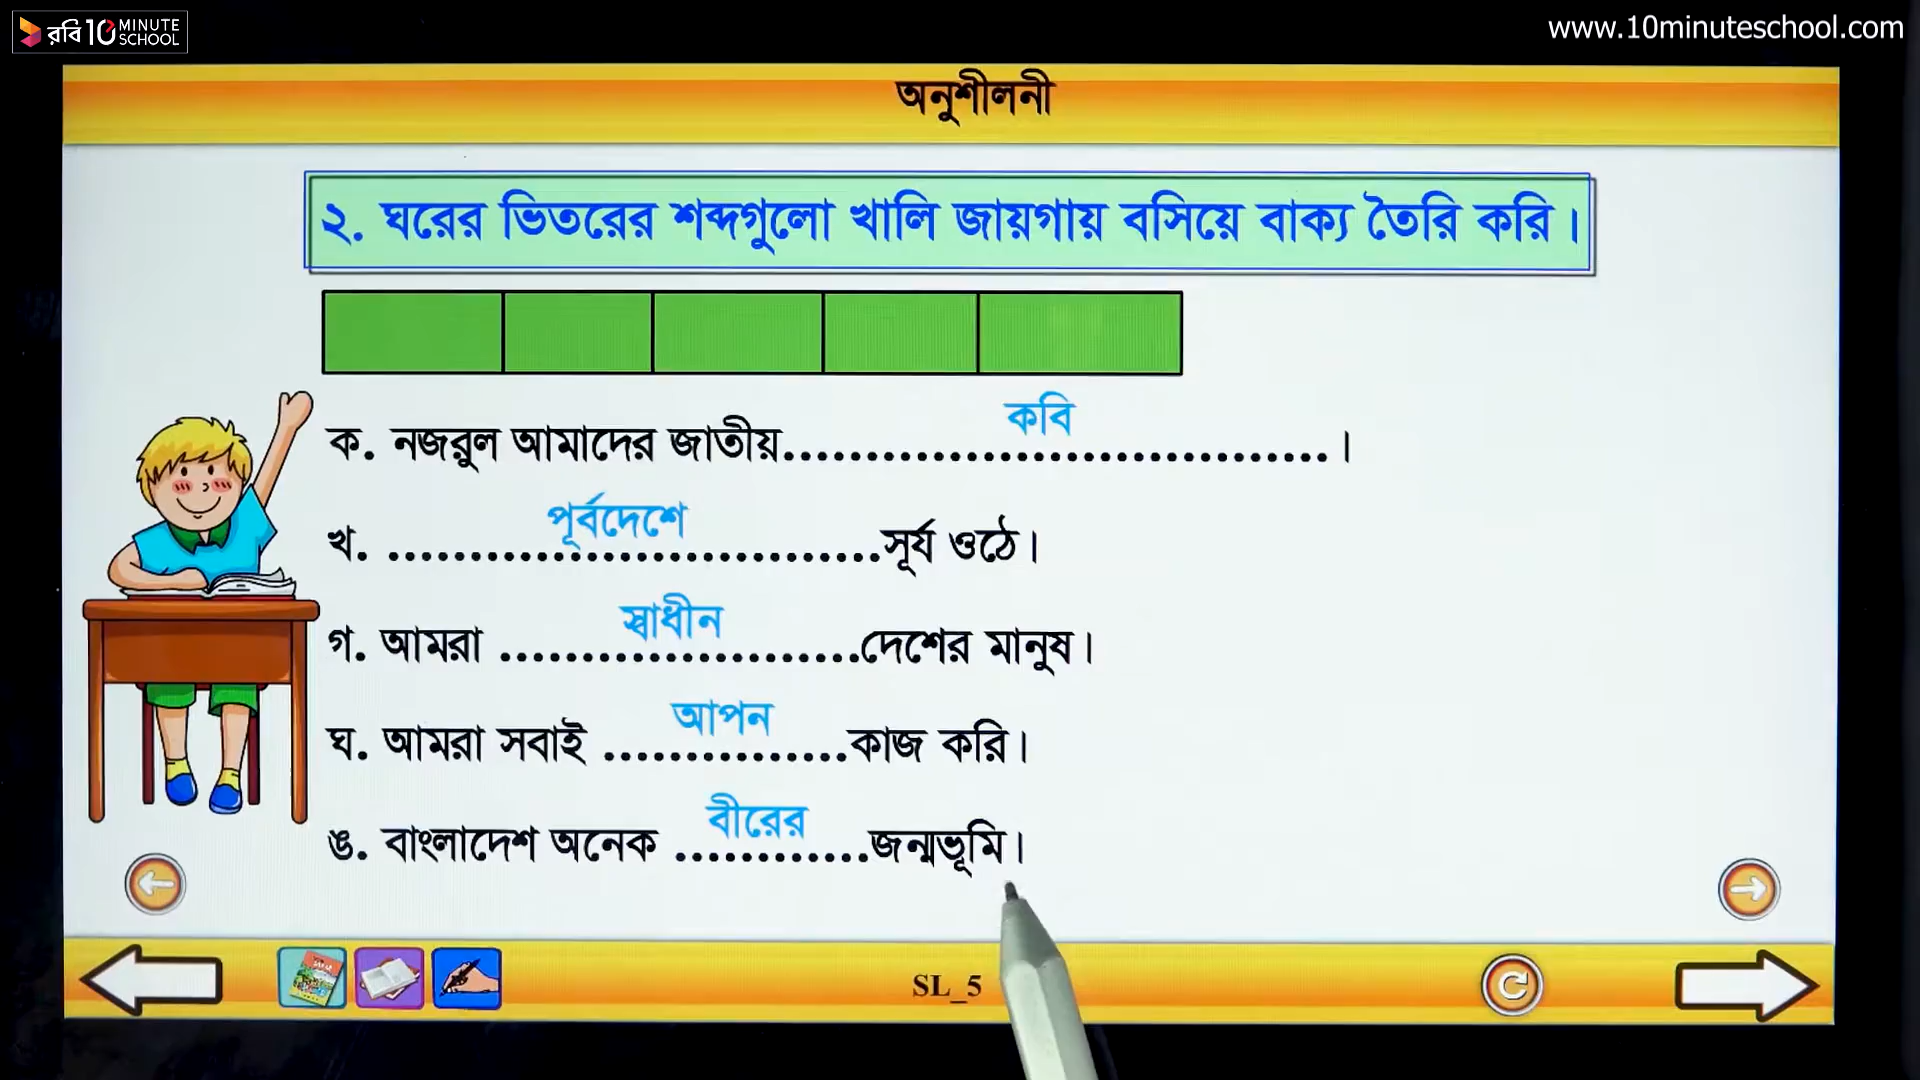 রবি 10 MINUTE SCHOOL
www.10minuteschool.com
অনুশীলনী
২. ঘরের ভিতরের শব্দগুলো খালি জায়গায় বসিয়ে বাক্য তৈরি করি।
কবি
ক. নজরুল আমাদের জাতীয়.................................।
পূর্বদেশে
খ. ..............................সূর্য ওঠে।
স্বাধীন
গ. আমরা ......................দেশের মানুষ।
আপন
ঘ. আমরা সবাই ...............কাজ করি।
বীরের
ঙ. বাংলাদেশ অনেক ............জন্মভূমি।
SL_5